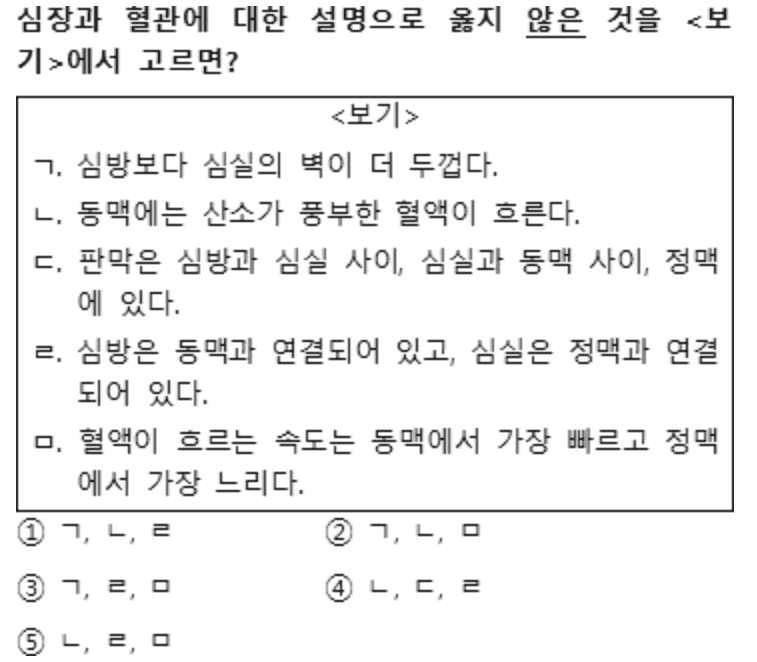 심장과 혈관에 대한 설명으로 옳지 않은 것을 <보
기>에서 고르면?
<보기>
ㄱ. 심방보다 심실의 벽이 더 두껍다.
ㄴ. 동맥에는 산소가 풍부한 혈액이 흐른다.
ㄷ. 판막은 심방과 심실 사이, 심실과 동맥 사이, 정맥
에 있다.
ㄹ. 심방은 동맥과 연결되어 있고, 심실은 정맥과 연결
되어 있다.
ㅁ. 혈액이 흐르는 속도는 동맥에서 가장 빠르고 정맥
에서 가장 느리다.
① ㄱ, ㄴ, ㄹ ② ㄱ, ㄴ, ㅁ
③ ㄱ, ㄹ, ㅁ ④ ㄴ, ㄷ, ㄹ
⑤ ㄴ, ㄹ, ㅁ